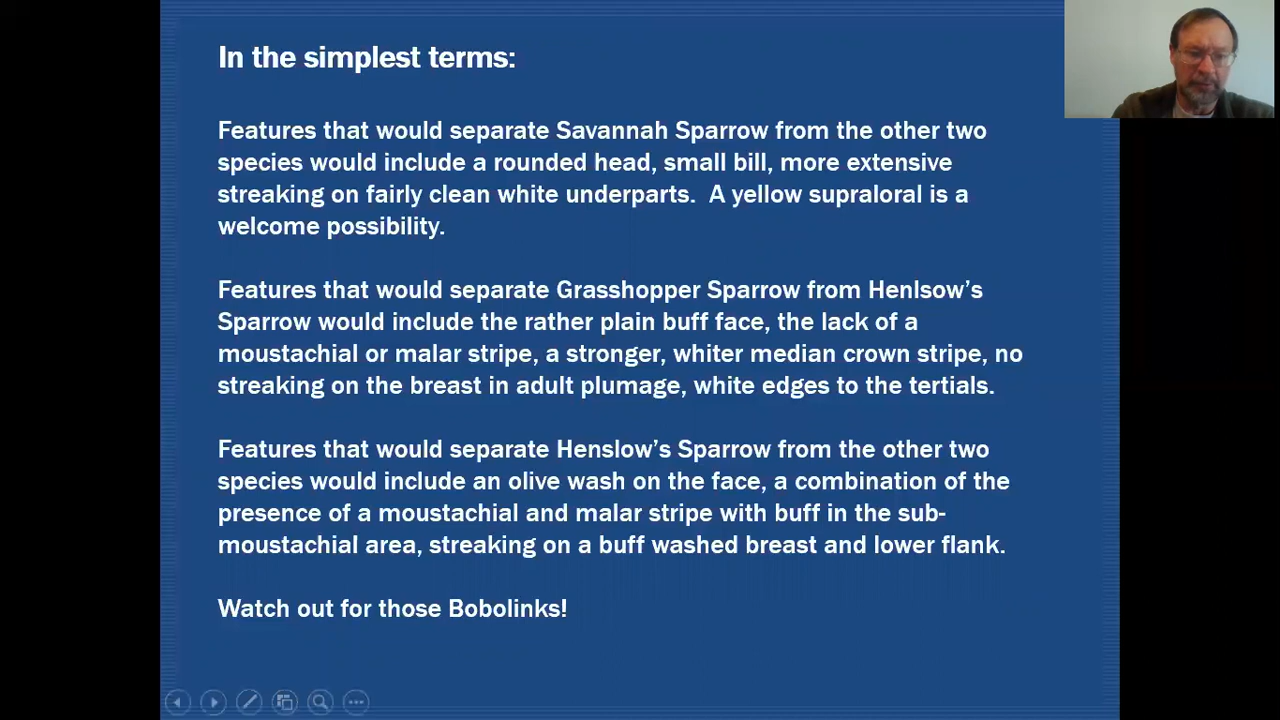 In the simplest terms:
Features that would separate Savannah Sparrow from the other two
species would include a rounded head, small bill, more extensive
streaking on fairly clean white underparts.  A yellow supraloral is a
welcome possibility.
Features that would separate Grasshopper Sparrow from Henlsow’s
Sparrow would include the rather plain buff face, the lack of a
moustachial or malar stripe, a stronger, whiter median crown stripe, no
streaking on the breast in adult plumage, white edges to the tertials.
Features that would separate Henslow’s Sparrow from the other two
species would include an olive wash on the face, a combination of the
presence of a moustachial and malar stripe with buff in the sub-
moustachial area, streaking on a buff washed breast and lower flank.
Watch out for those Bobolinks!